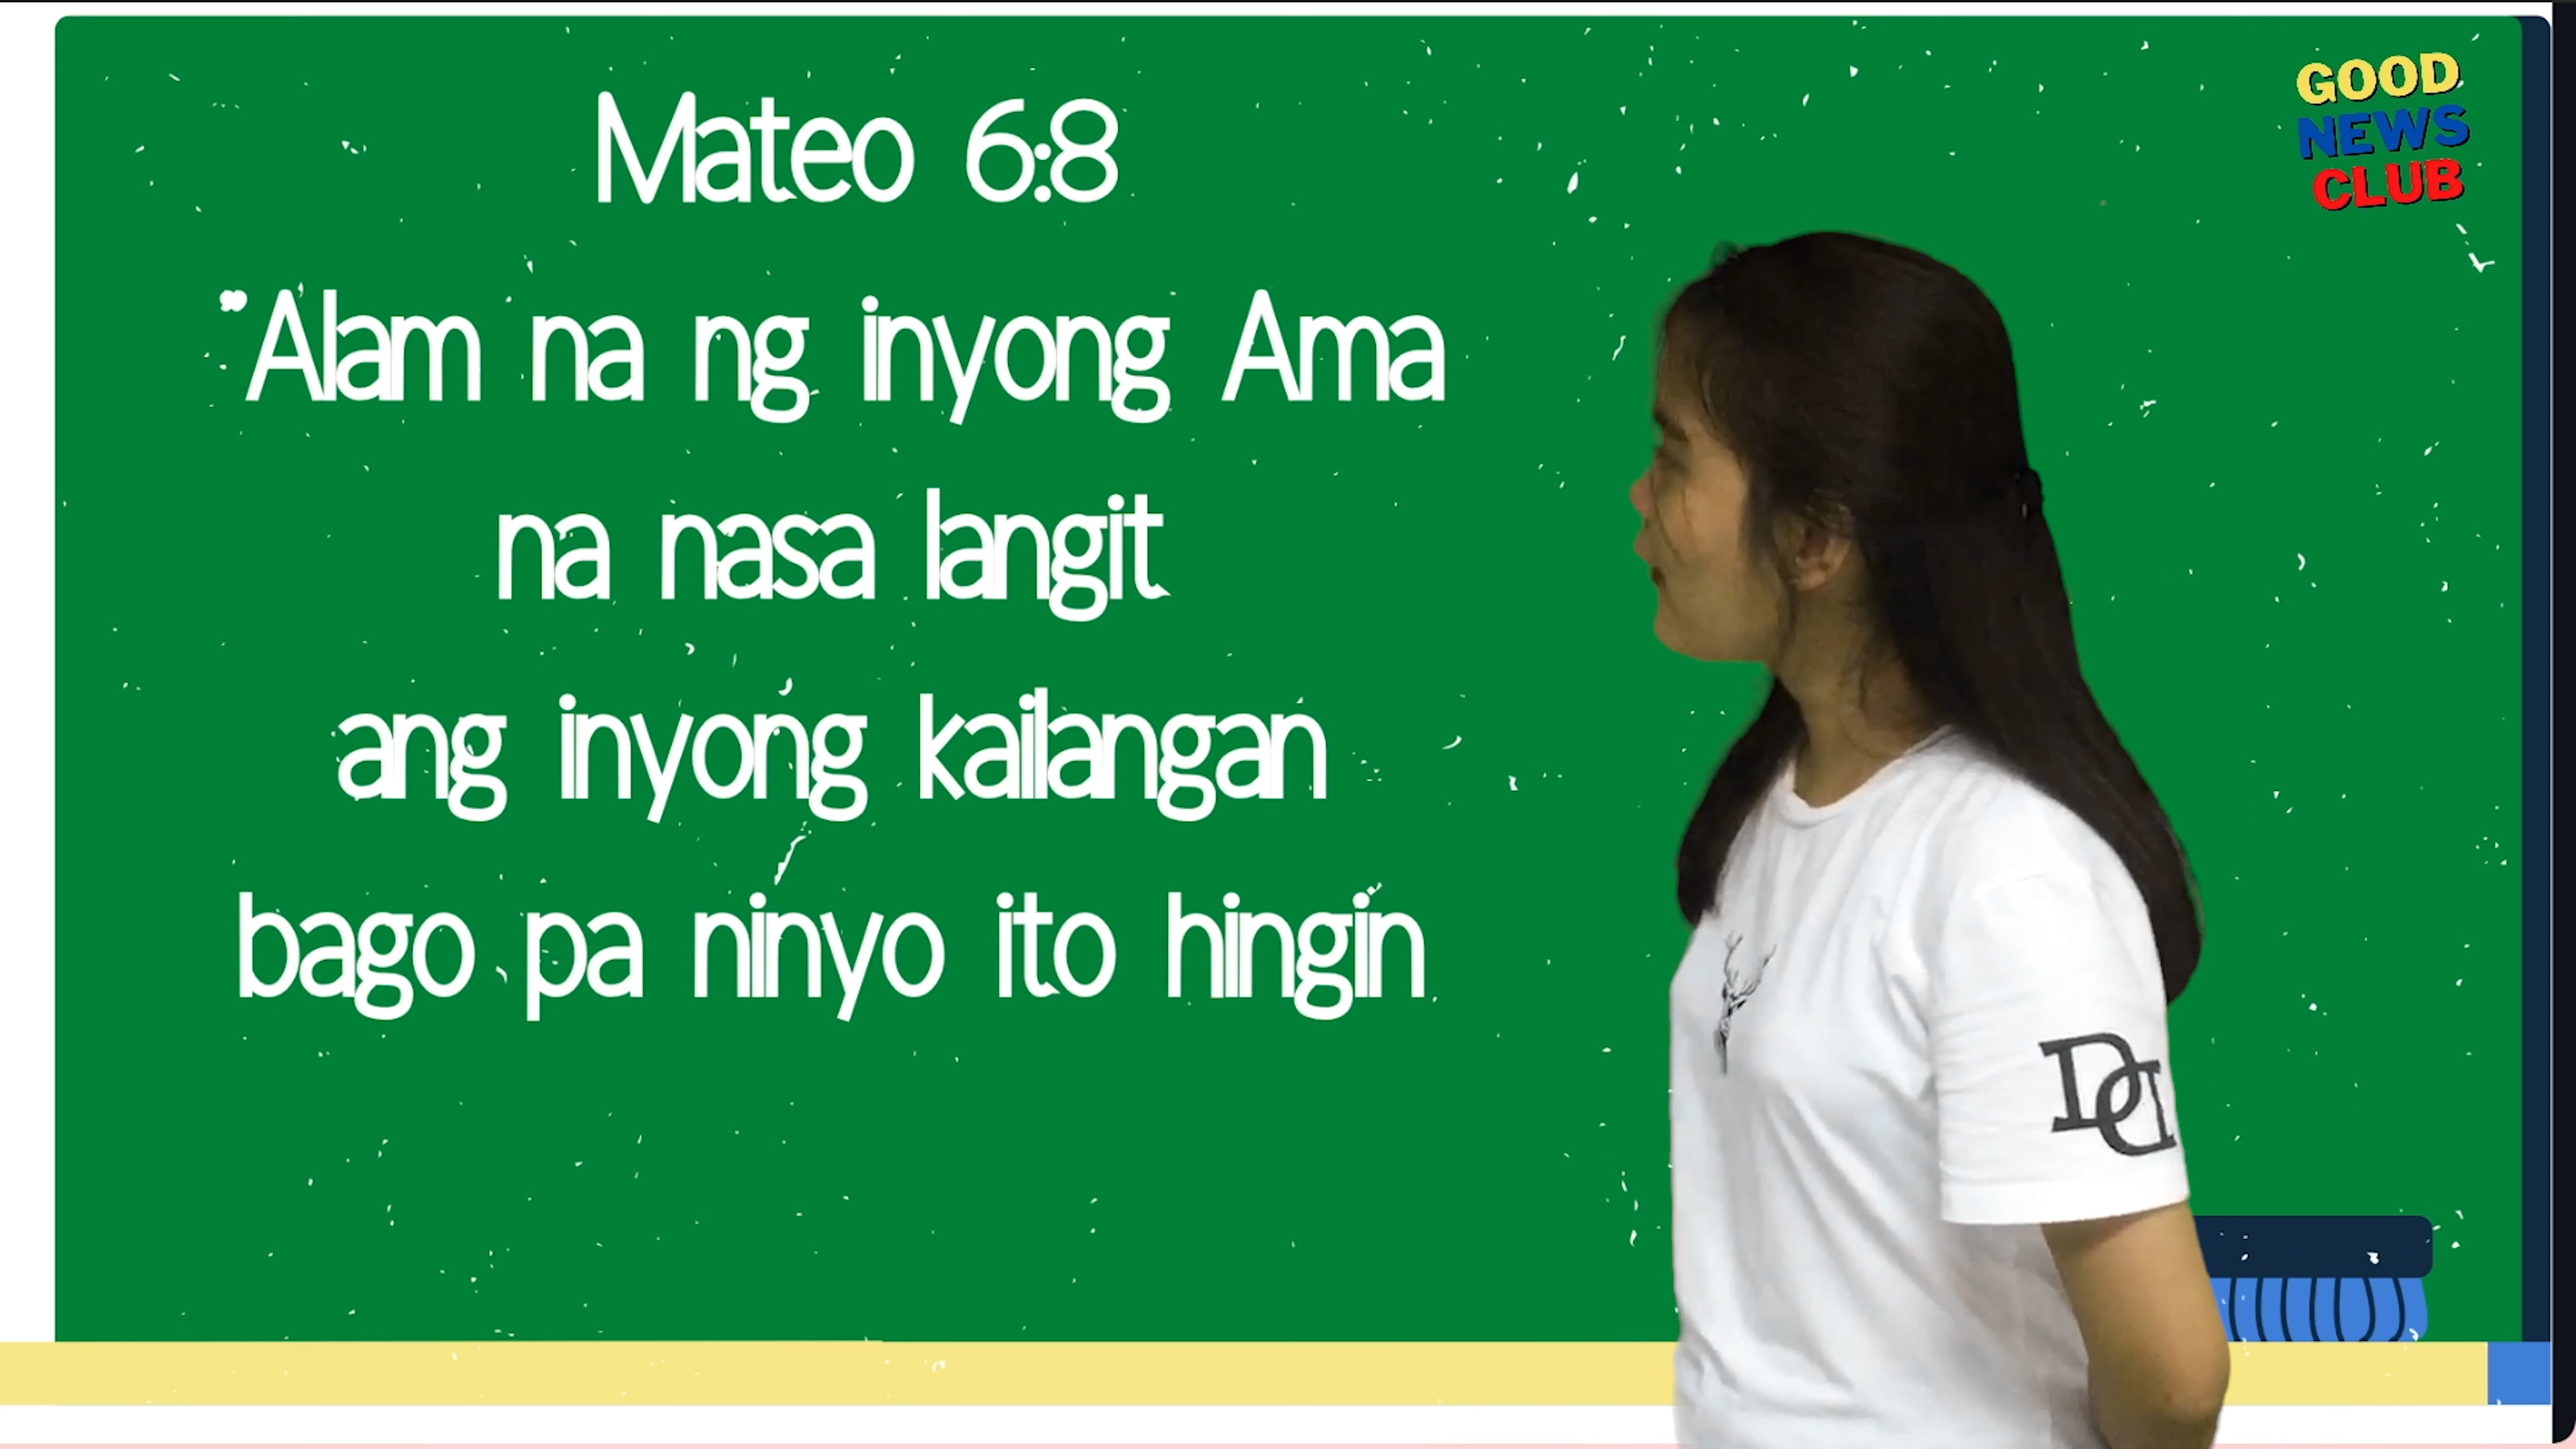 Mateo 6:8
"Alam na ng inyong Ama
na nasa langit
ang inyong kailangan
bago pa ninyo ito hingin
GOOD
NEWS
CLUB
DD